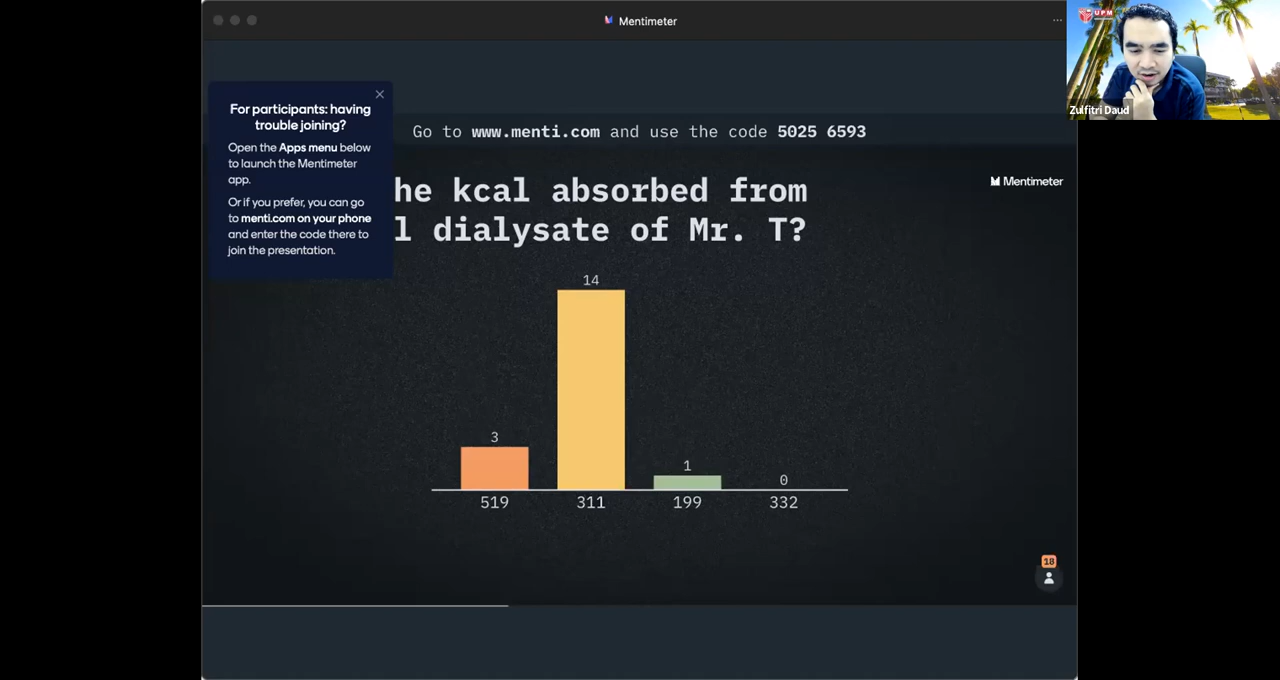 Mentimeter
UPM
Zulfitri Daud
For participants: having
trouble joining?
Open the Apps menu below
to launch the Mentimeter
app.
Or if you prefer, you can go
to menti.com on your phone
and enter the code there to
join the presentation.
Go to www.menti.com and use the code 5025 6593
Mentimeter
he kcal absorbed from
l dialysate of Mr. T?
14
3
1
0
519
311
199
332
18